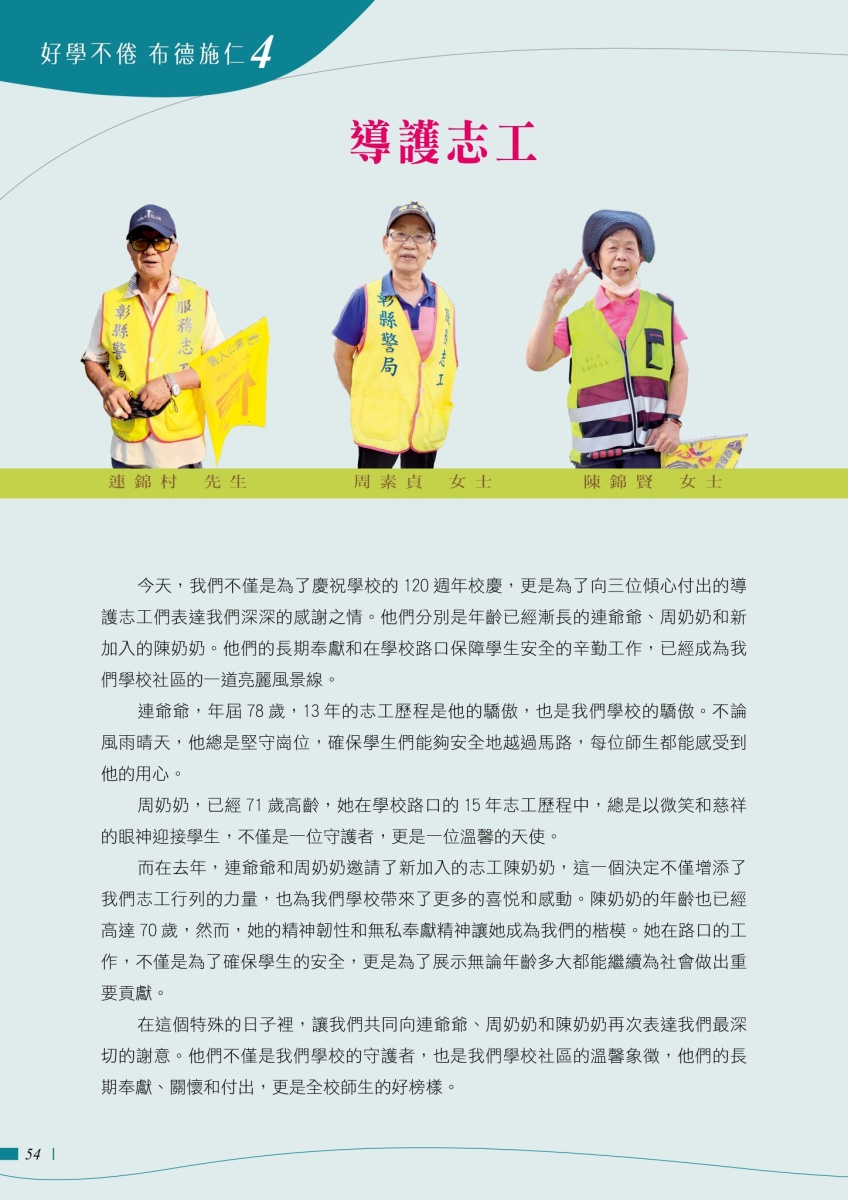 好學不倦 布德施仁4
導護志工
彰縣警局
服務志工
彰縣警局
志工
連錦村 先生
周素貞 女士
陳錦賢 女士
今天，我們不僅是為了慶祝學校的 120 週年校慶，更是為了向三位傾心付出的導
護志工們表達我們深深的感謝之情。他們分別是年齡已經漸長的連爺爺、周奶奶和新
加入的陳奶奶。他們的長期奉獻和在學校路口保障學生安全的辛勤工作，已經成為我
們學校社區的一道亮麗風景線。
連爺爺，年屆 78 歲，13 年的志工歷程是他的驕傲，也是我們學校的驕傲。不論
風雨晴天，他總是堅守崗位，確保學生們能夠安全地越過馬路，每位師生都能感受到
他的用心。
周奶奶，已經 71 歲高齡，她在學校路口的 15 年志工歷程中，總是以微笑和慈祥
的眼神迎接學生，不僅是一位守護者，更是一位溫馨的天使。
而在去年，連爺爺和周奶奶邀請了新加入的志工陳奶奶，這一個決定不僅增添了
我們志工行列的力量，也為我們學校帶來了更多的喜悅和感動。陳奶奶的年齡也已經
高達 70 歲，然而，她的精神韌性和無私奉獻精神讓她成為我們的楷模。她在路口的工
作，不僅是為了確保學生的安全，更是為了展示無論年齡多大都能繼續為社會做出重
要貢獻。
在這個特殊的日子裡，讓我們共同向連爺爺、周奶奶和陳奶奶再次表達我們最深
切的謝意。他們不僅是我們學校的守護者，也是我們學校社區的溫馨象徵，他們的長
期奉獻、關懷和付出，更是全校師生的好榜樣。
54